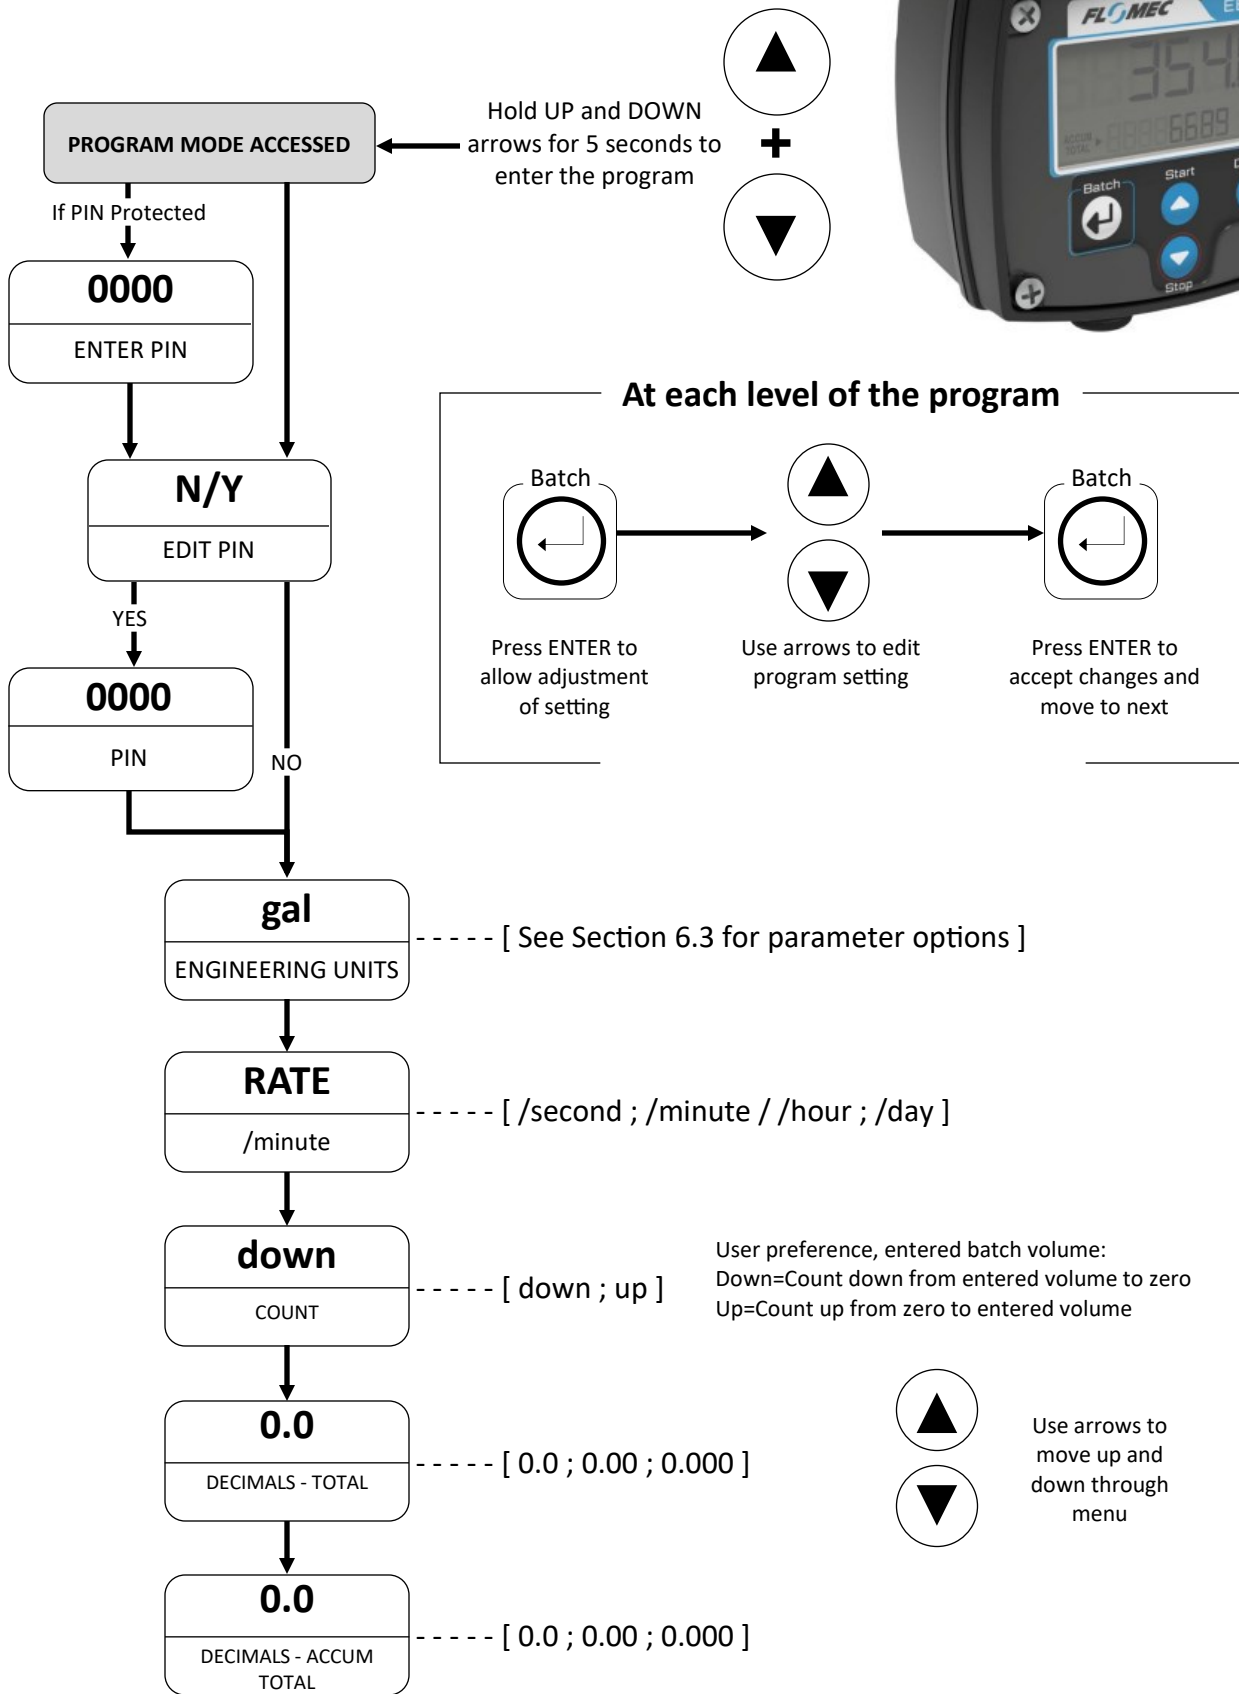 FLOMEC
354.
ACCUM
TOTAL
6689
Batch
Start
Stop
Hold UP and DOWN
arrows for 5 seconds to
enter the program
+
PROGRAM MODE ACCESSED
If PIN Protected
0000
ENTER PIN
N/Y
EDIT PIN
YES
NO
0000
PIN
At each level of the program
Batch
Press ENTER to
allow adjustment
of setting
Use arrows to edit
program setting
Batch
Press ENTER to
accept changes and
move to next
gal
ENGINEERING UNITS
- - - - - [ See Section 6.3 for parameter options ]
RATE
/minute
- - - - - [ /second ; /minute / /hour ; /day ]
down
COUNT
- - - - - [ down ; up ]
User preference, entered batch volume:
Down=Count down from entered volume to zero
Up=Count up from zero to entered volume
0.0
DECIMALS - TOTAL
- - - - - [ 0.0 ; 0.00 ; 0.000 ]
Use arrows to
move up and
down through
menu
0.0
DECIMALS - ACCUM
TOTAL
- - - - - [ 0.0 ; 0.00 ; 0.000 ]